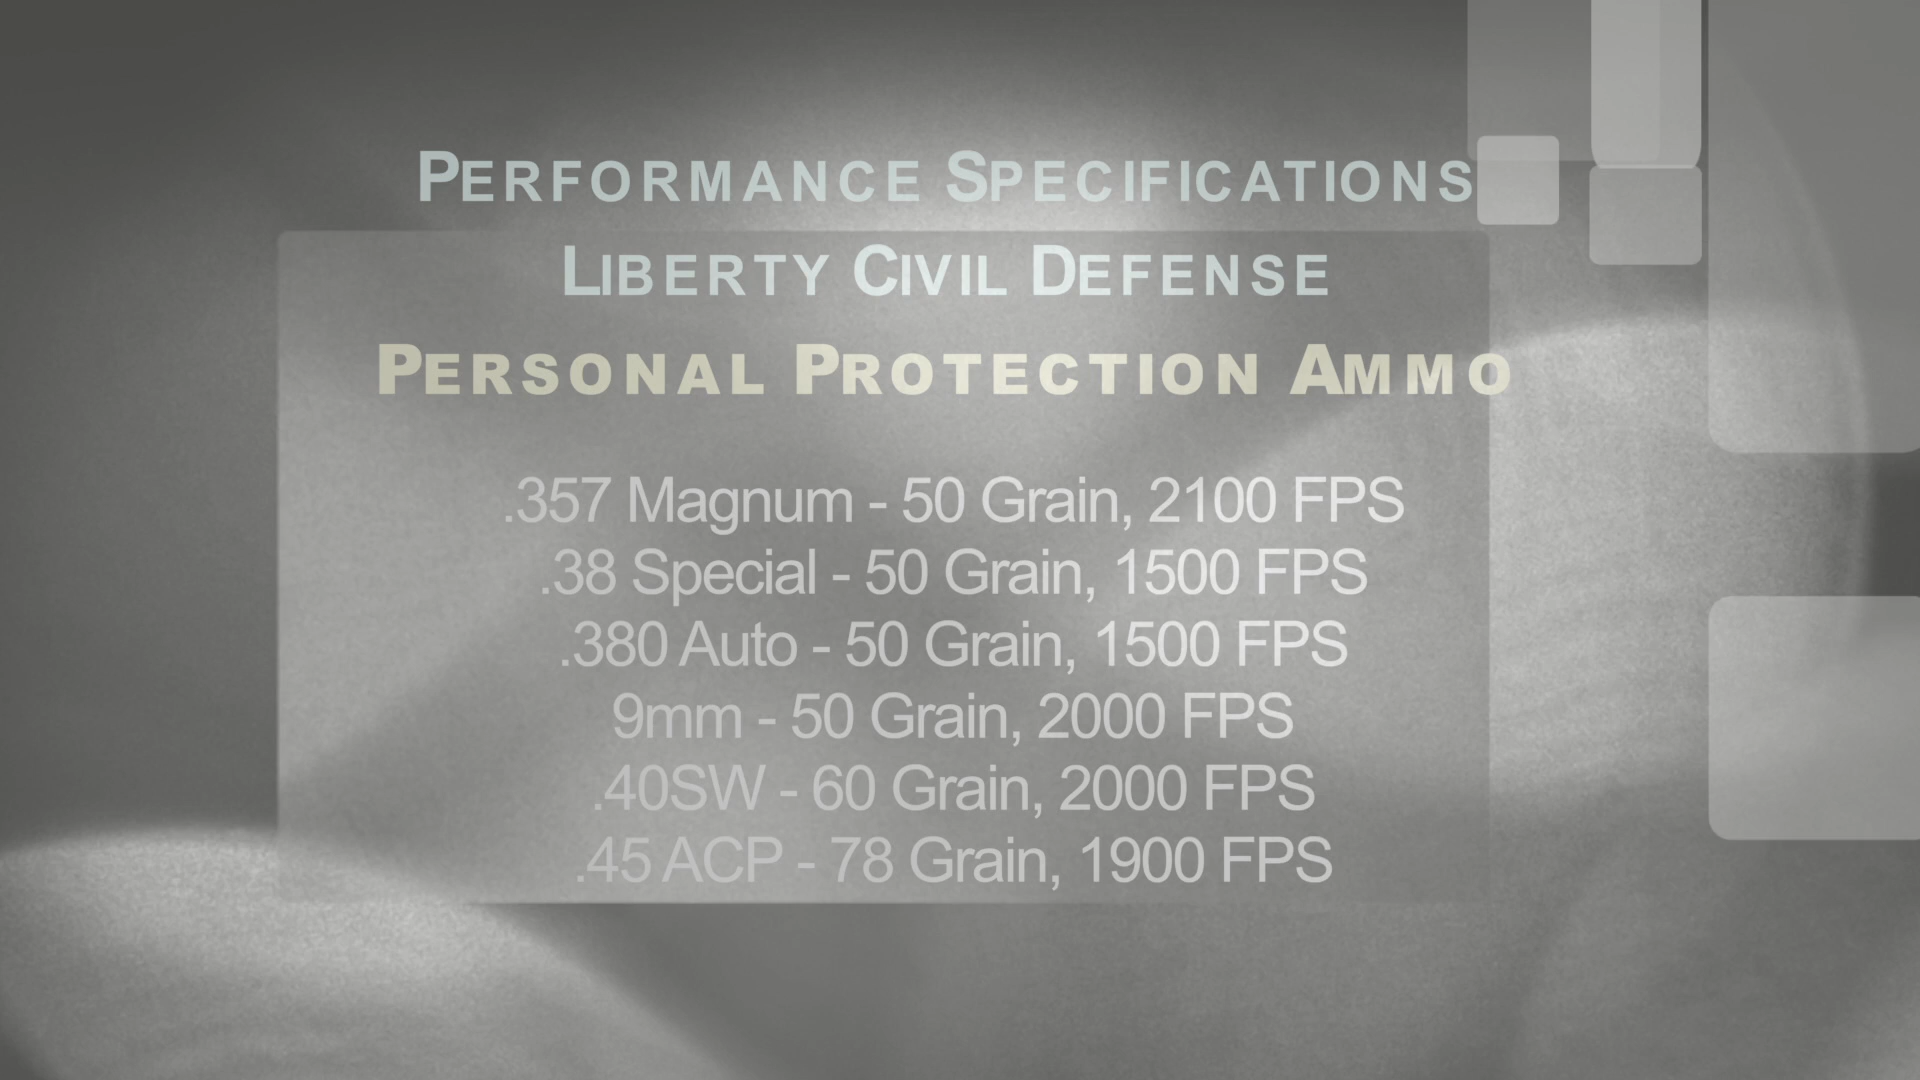 PERFORMANCE SPECIFICATIONS
LIBERTY CIVIL DEFENSE
PERSONAL PROTECTION AMMO
.357 Magnum - 50 Grain, 2100 FPS
.38 Special - 50 Grain, 1500 FPS
.380 Auto - 50 Grain, 1500 FPS
9mm - 50 Grain, 2000 FPS
.40SW - 60 Grain, 2000 FPS
.45 ACP - 78 Grain, 1900 FPS